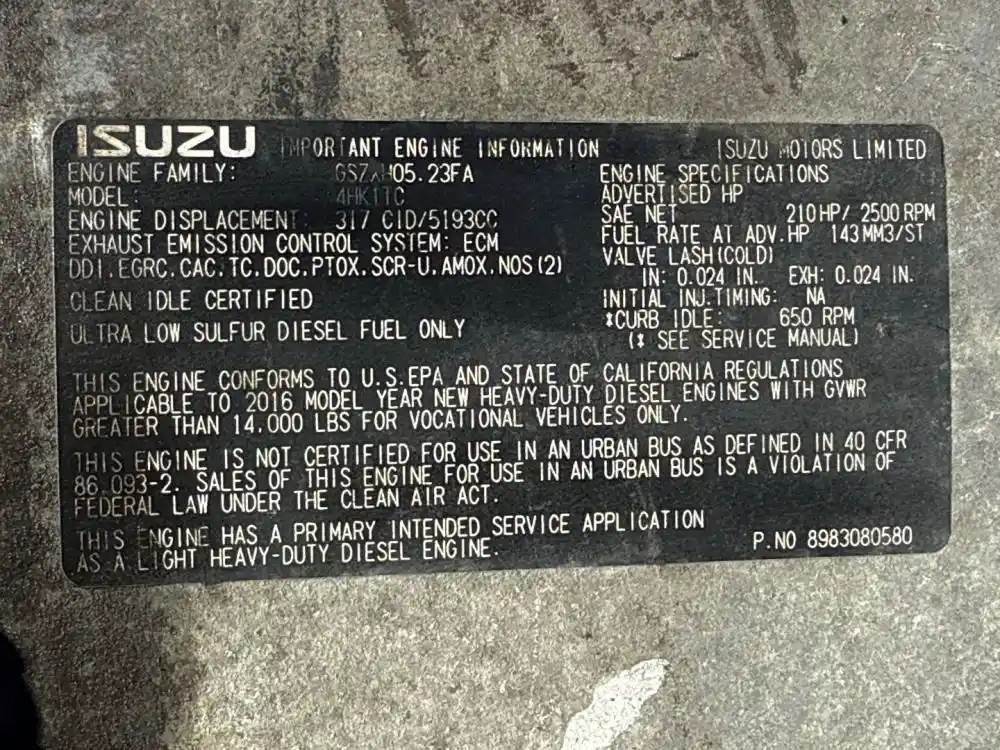 ISUZU IMPORTANT ENGINE INFORMATION ISUZU MOTORS LIMITED
ENGINE FAMILY: GSZXH05.23FA
MODEL: 4HK1TC
ENGINE DISPLACEMENT: 317 CID/5193CC
EXHAUST EMISSION CONTROL SYSTEM: ECM
DDI.EGRC.CAC.TC.DOC.PTOX.SCR-U.AMOX.NOS(2)
CLEAN IDLE CERTIFIED
ULTRA LOW SULFUR DIESEL FUEL ONLY
ENGINE SPECIFICATIONS
ADVERTISED HP
SAE NET 210HP/ 2500RPM
FUEL RATE AT ADV.HP 143MM3/ST
VALVE LASH(COLD)
IN: 0.024 IN. EXH: 0.024 IN.
INITIAL INJ.TIMING: NA
*CURB IDLE: 650 RPM
(* SEE SERVICE MANUAL)
THIS ENGINE CONFORMS TO U.S.EPA AND STATE OF CALIFORNIA REGULATIONS
APPLICABLE TO 2016 MODEL YEAR NEW HEAVY-DUTY DIESEL ENGINES WITH GVWR
GREATER THAN 14.000 LBS FOR VOCATIONAL VEHICLES ONLY.
THIS ENGINE IS NOT CERTIFIED FOR USE IN AN URBAN BUS AS DEFINED IN 40 CFR
86.093-2. SALES OF THIS ENGINE FOR USE IN AN URBAN BUS IS A VIOLATION OF
FEDERAL LAW UNDER THE CLEAN AIR ACT.
THIS ENGINE HAS A PRIMARY INTENDED SERVICE APPLICATION
AS A LIGHT HEAVY-DUTY DIESEL ENGINE.
P.NO 8983080580